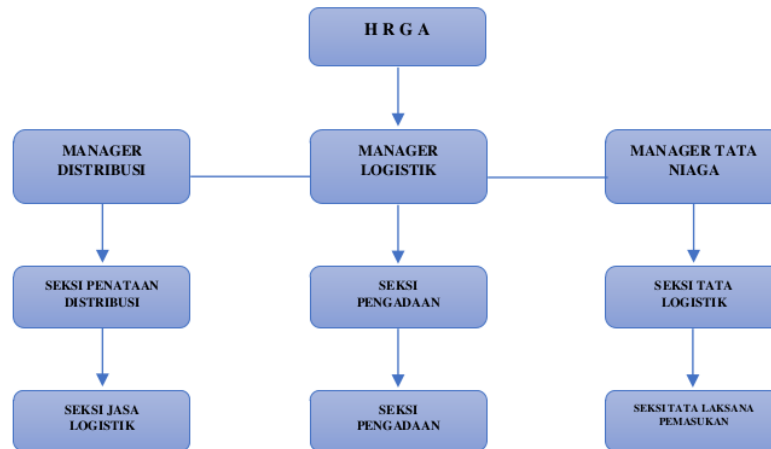 H R G A
MANAGER
DISTRIBUSI
MANAGER
LOGISTIK
MANAGER TATA
NIAGA
SEKSI PENATAAN
DISTRIBUSI
SEKSI
PENGADAAN
SEKSI TATA
LOGISTIK
SEKSI JASA
LOGISTIK
SEKSI
PENGADAAN
SEKSI TATA LAKSANA
PEMASUKAN